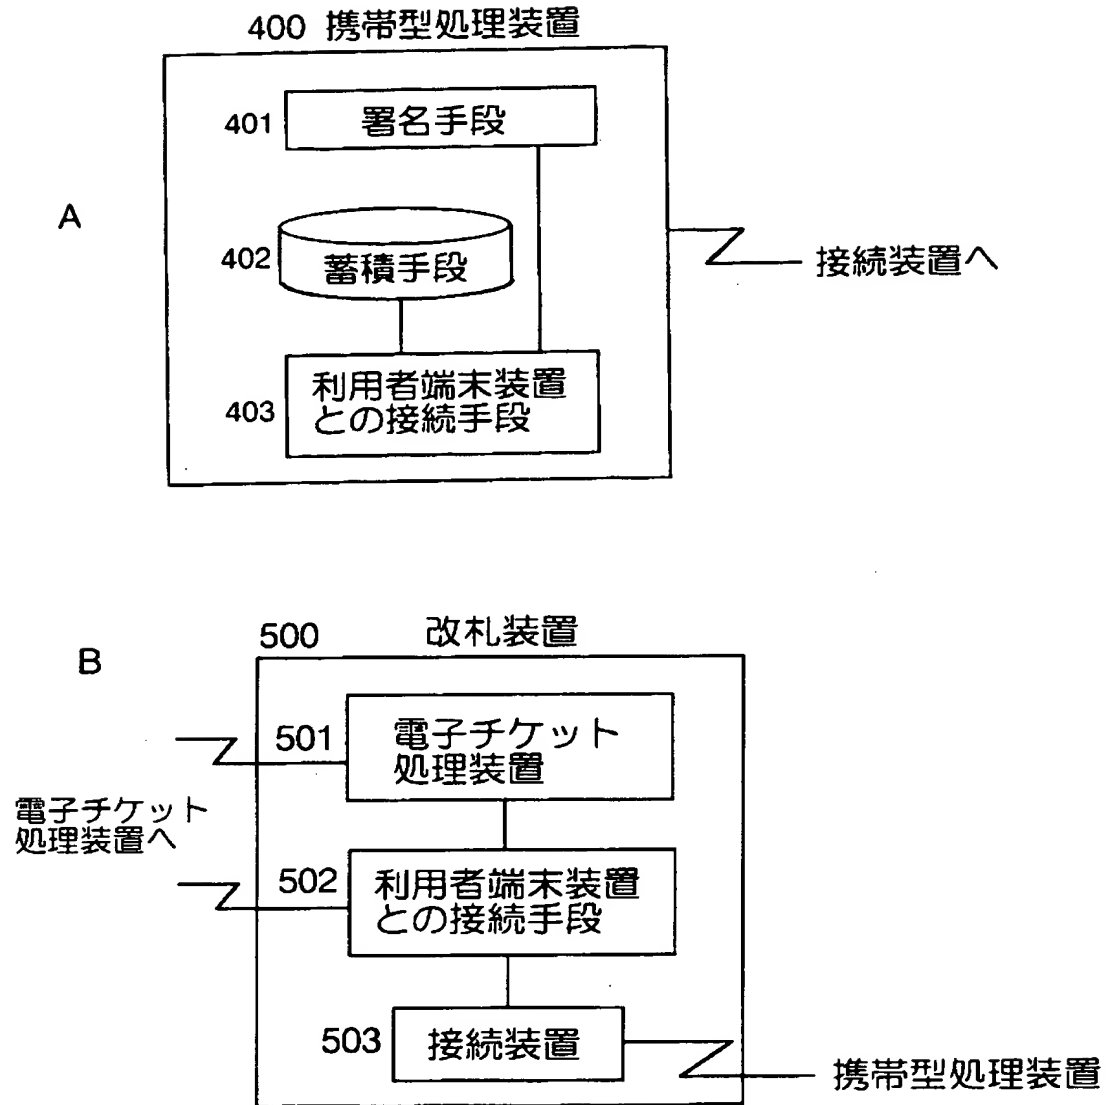 400 携帯型処理装置
401
署名手段
A
402
蓄積手段
接続装置へ
403
利用者端末装置
との接続手段
B
500 改札装置
501
電子チケット
処理装置
電子チケット
処理装置へ
502
利用者端末装置
との接続手段
503
接続装置
携帯型処理装置